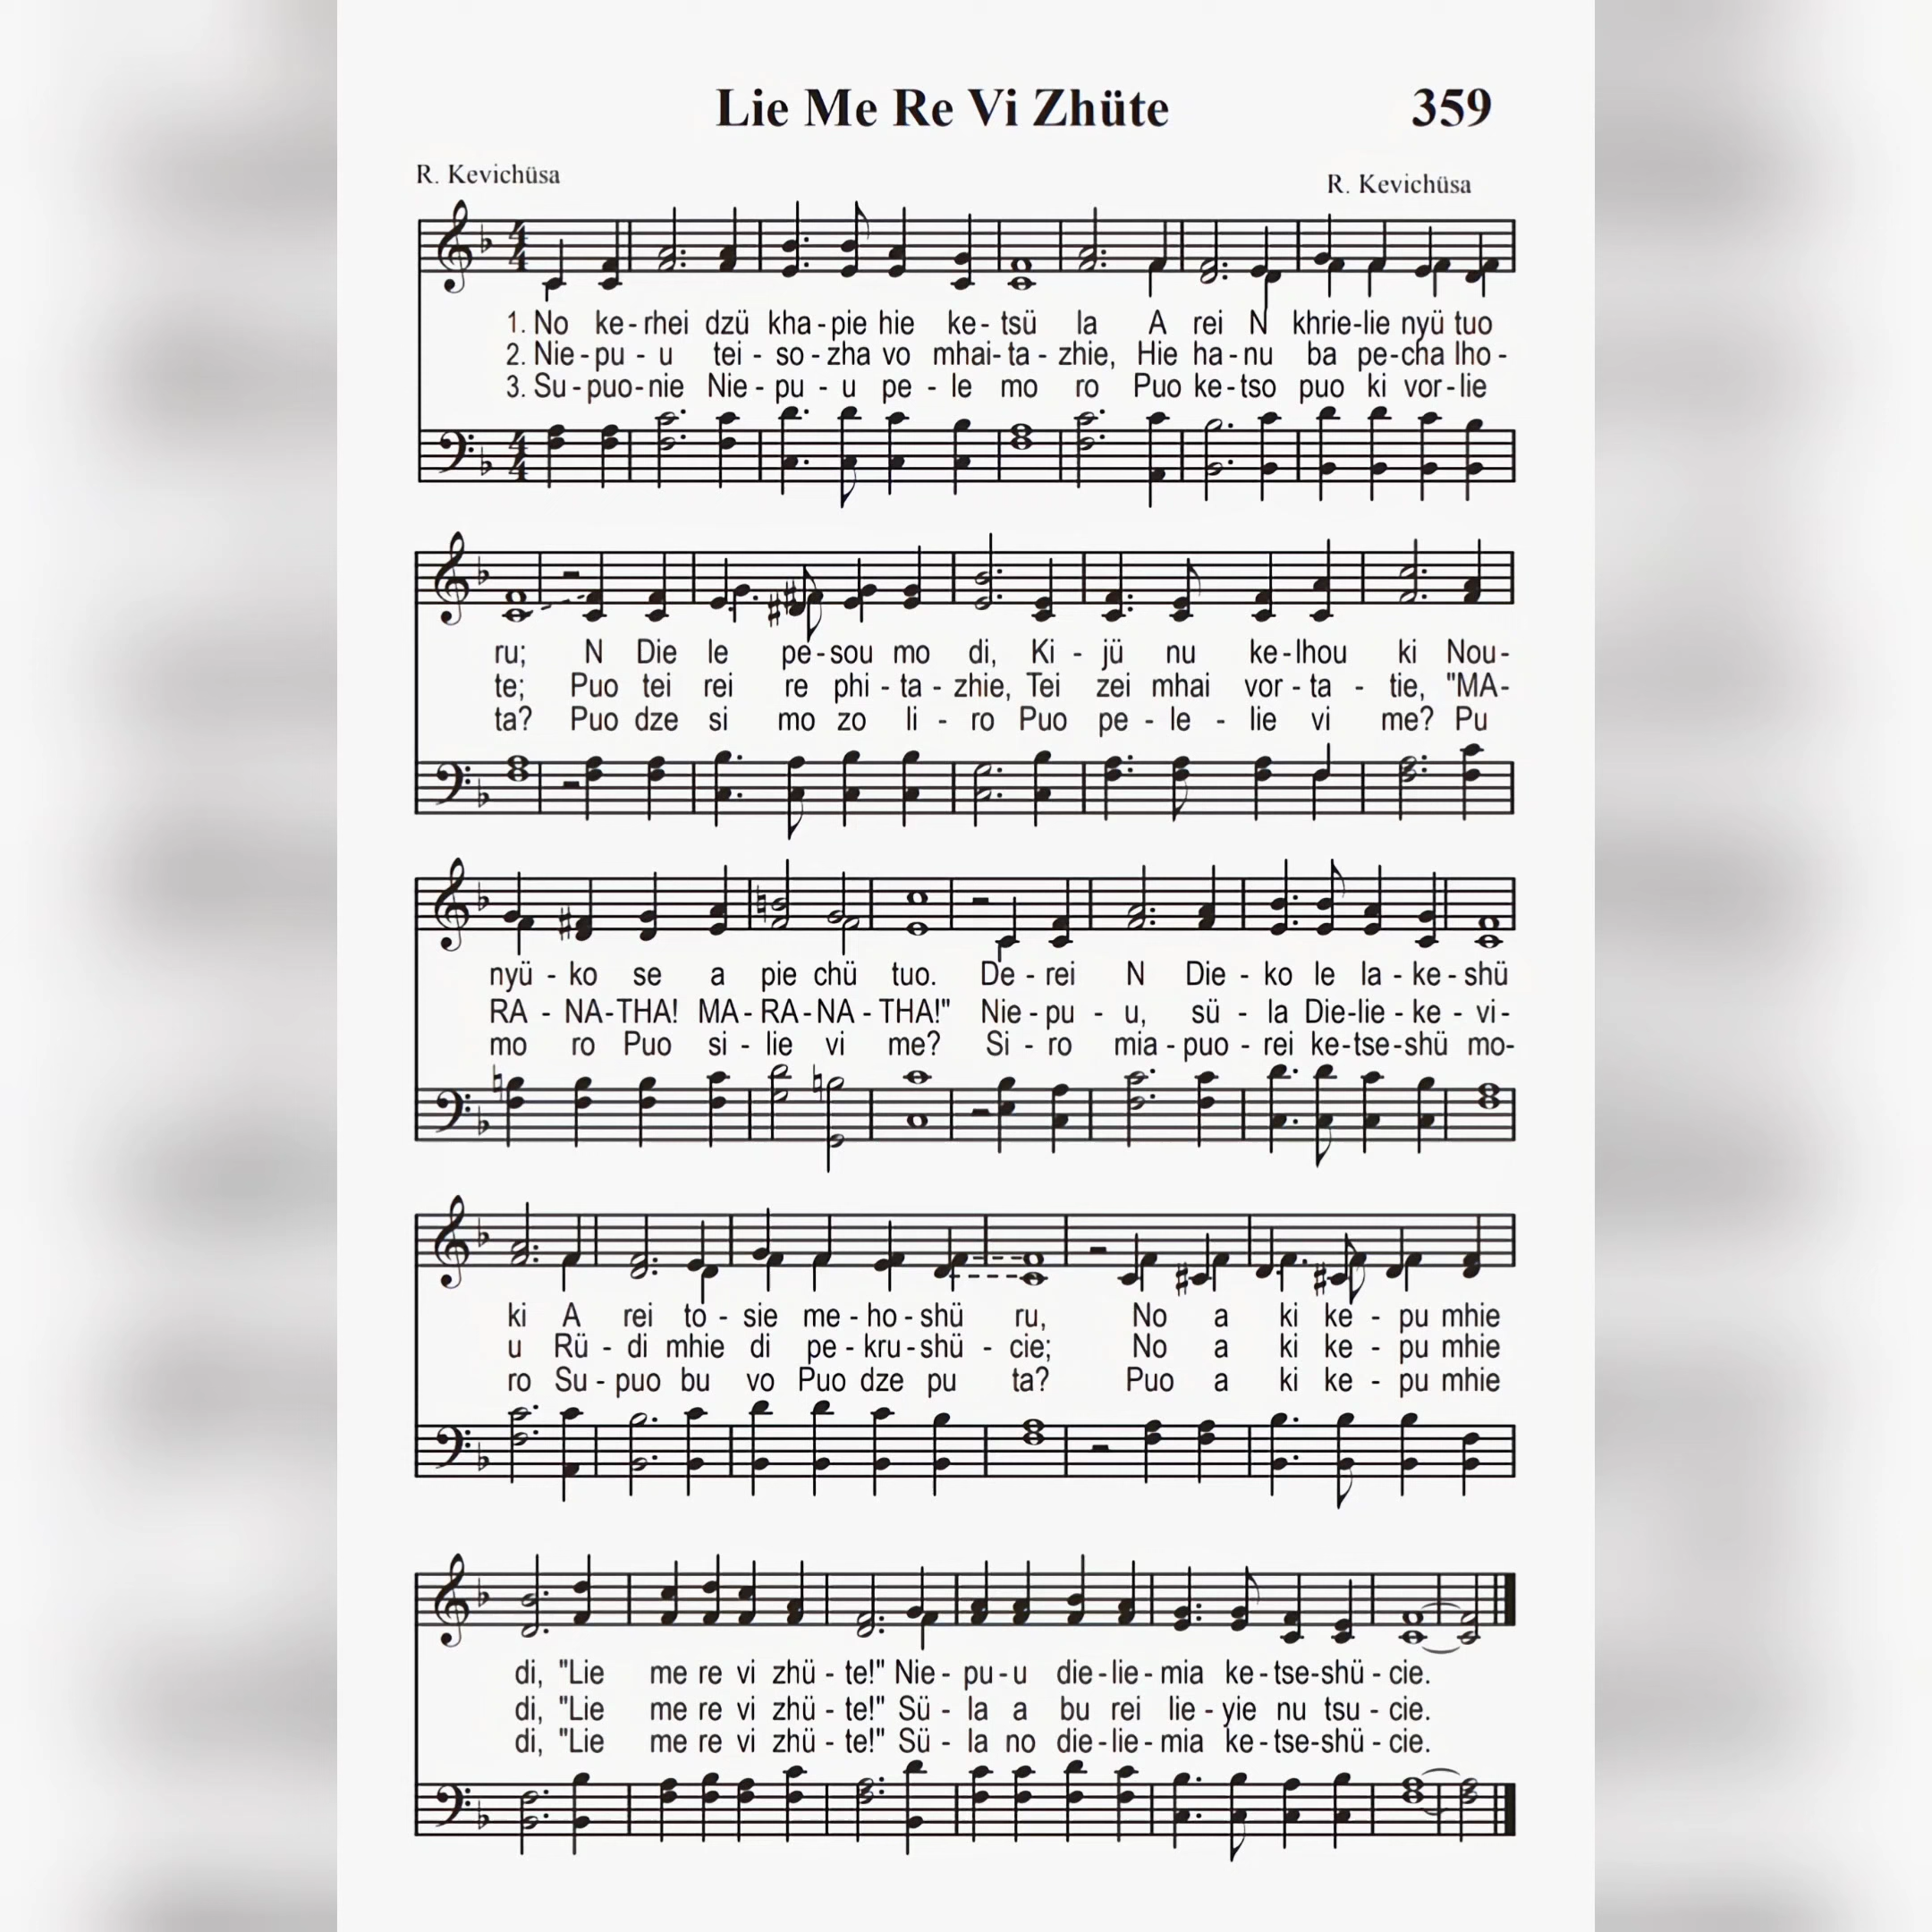 Lie Me Re Vi Zhüte 359
R. Kevichüsa
R. Kevichüsa
1. No ke - rhei dzü kha - pie hie ke - tsü la A rei N khrie - lie nyü tuo
2. Nie - pu - u tei - so - zha vo mhai - ta - zhie, Hie ha - nu ba pe - cha lho -
3. Su - puo - nie Nie - pu - u pe - le mo ro Puo ke - tso puo ki vor - lie
ru; N Die le pe - sou mo di, Ki - jü nu ke - lhou ki Nou -
te; Puo tei rei re phi - ta - zhie, Tei zei mhai vor - ta - tie, "MA -
ta? Puo dze si mo zo li - ro Puo pe - le - lie vi me? Pu
nyü - ko se a pie chü tuo. De - rei N Die - ko le la - ke - shü
RA - NA - THA! MA - RA - NA - THA!" Nie - pu - u, sü - la Die - lie - ke - vi -
mo ro Puo si - lie vi me? Si - ro mia - puo - rei ke - tse - shü mo -
ki A rei to - sie me - ho - shü ru, No a ki ke - pu mhie
u Rü - di mhie di pe - kru - shü - cie; No a ki ke - pu mhie
ro Su - puo bu vo Puo dze pu ta? Puo a ki ke - pu mhie
di, "Lie me re vi zhü - te!" Nie - pu - u die - lie - mia ke - tse - shü - cie.
di, "Lie me re vi zhü - te!" Sü - la a bu rei lie - yie nu tsu - cie.
di, "Lie me re vi zhü - te!" Sü - la no die - lie - mia ke - tse - shü - cie.